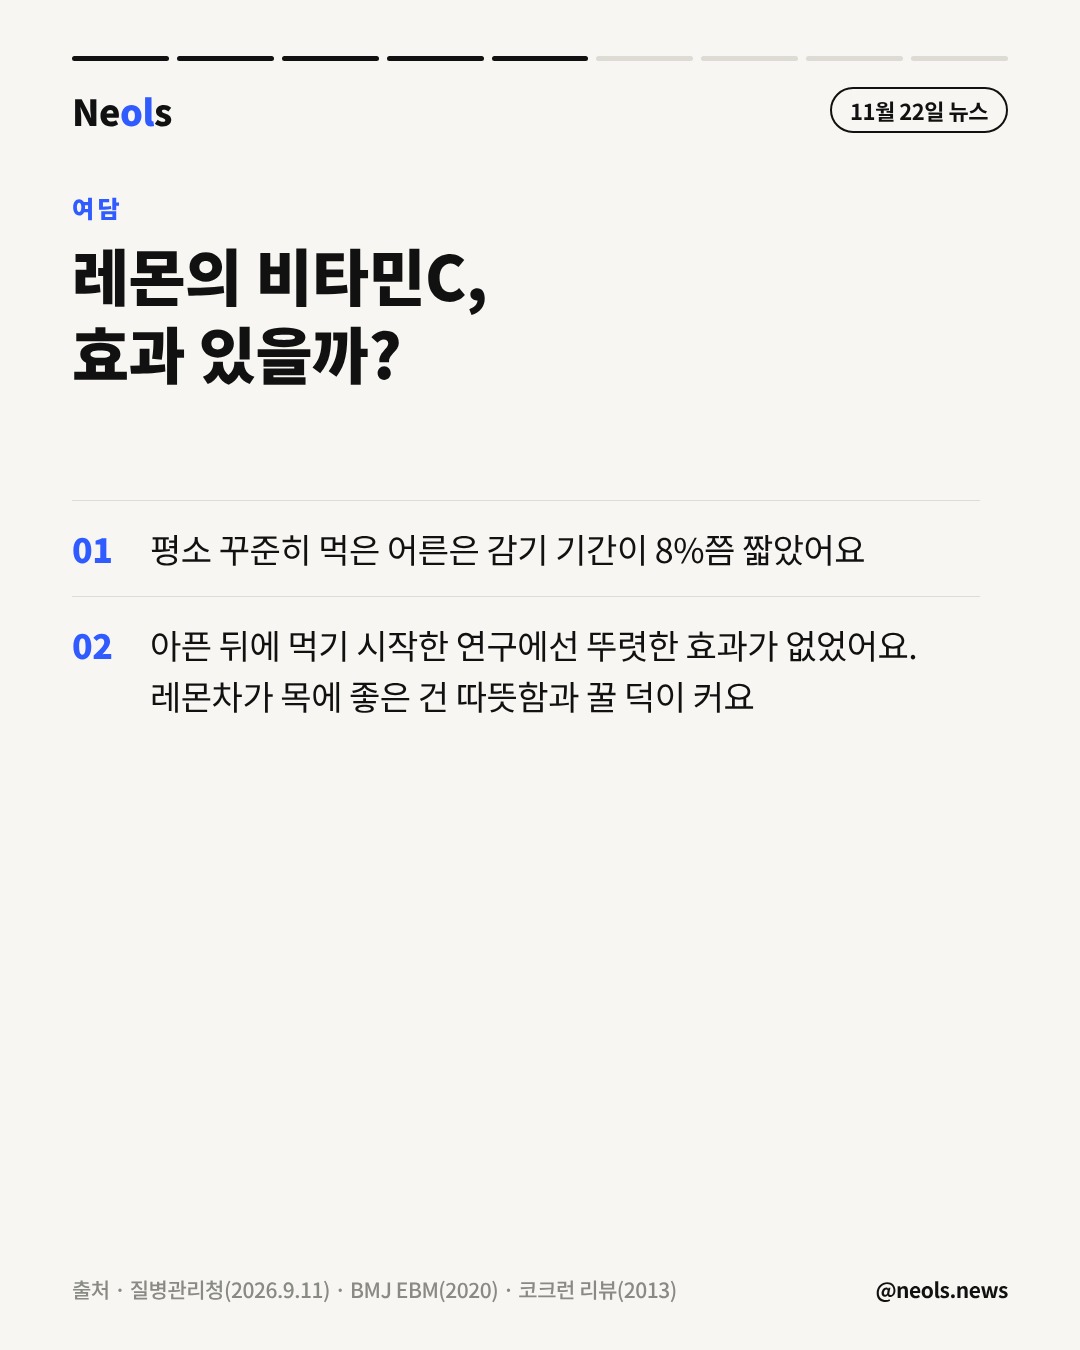 Neols
11월 22일 뉴스
여담
레몬의 비타민C,
효과 있을까?
01 평소 꾸준히 먹은 어른은 감기 기간이 8%쯤 짧았어요
02 아픈 뒤에 먹기 시작한 연구에선 뚜렷한 효과가 없었어요.
레몬차가 목에 좋은 건 따뜻함과 꿀 덕이 커요
출처 · 질병관리청(2026.9.11) · BMJ EBM(2020) · 코크런 리뷰(2013)
@neols.news